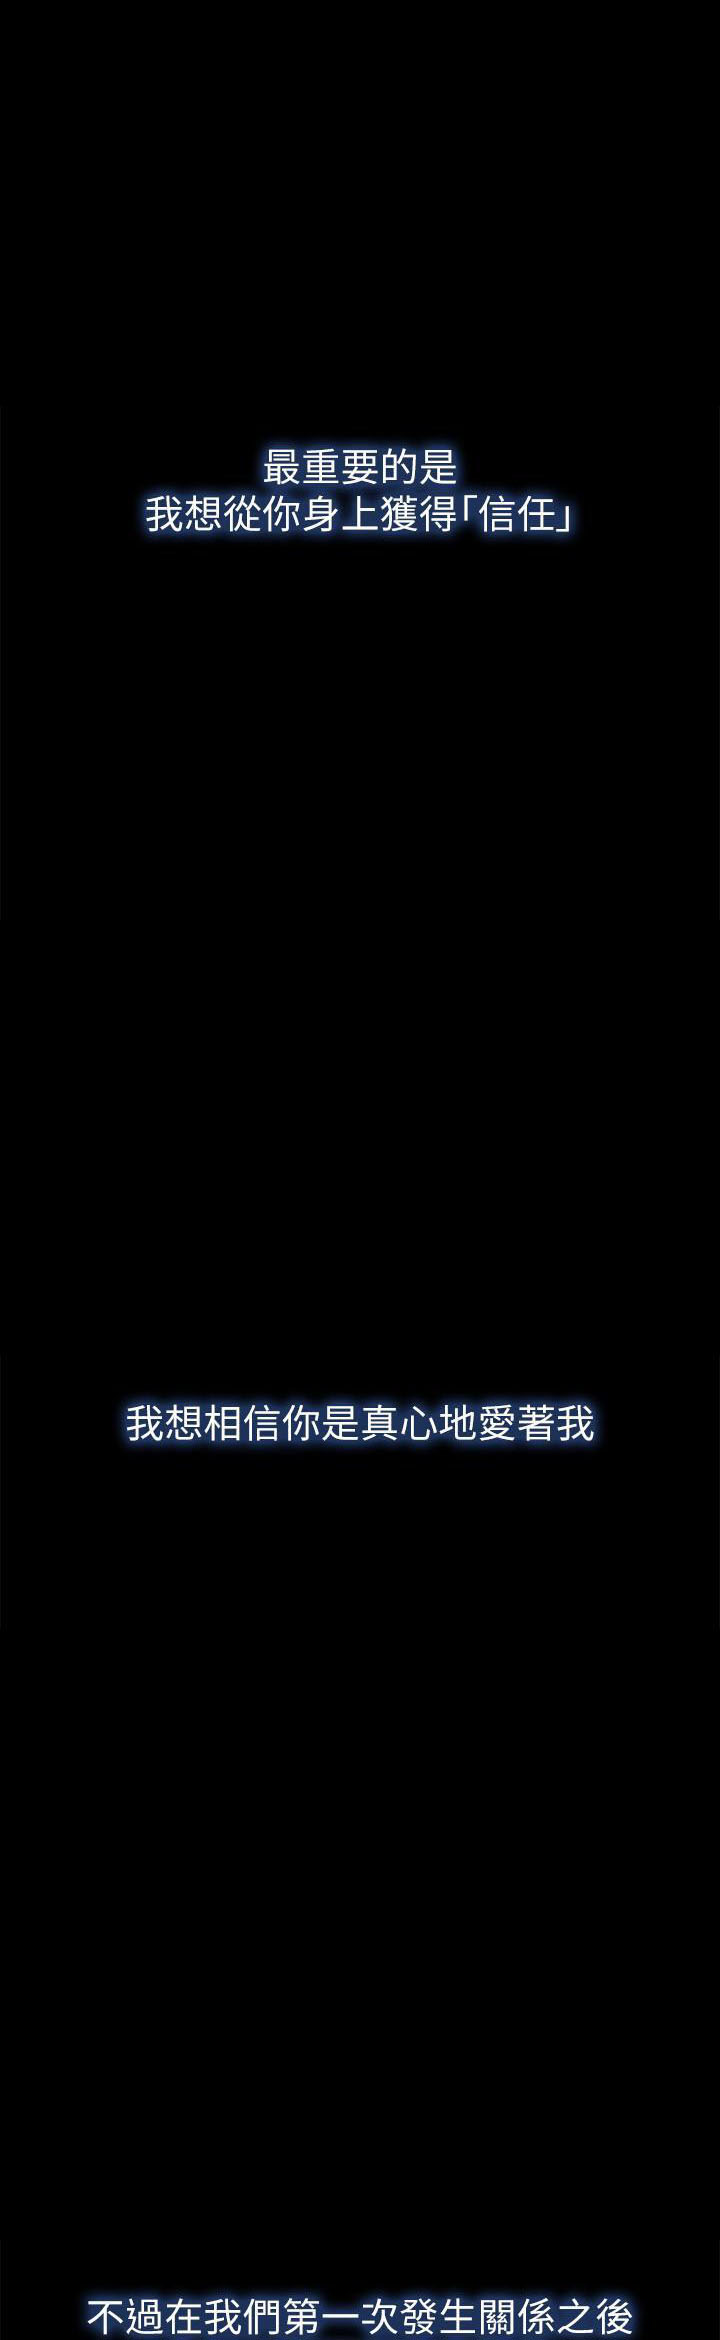 最重要的是
我想從你身上獲得「信任」
我想相信你是真心地愛著我
不過在我們第一次發生關係之後